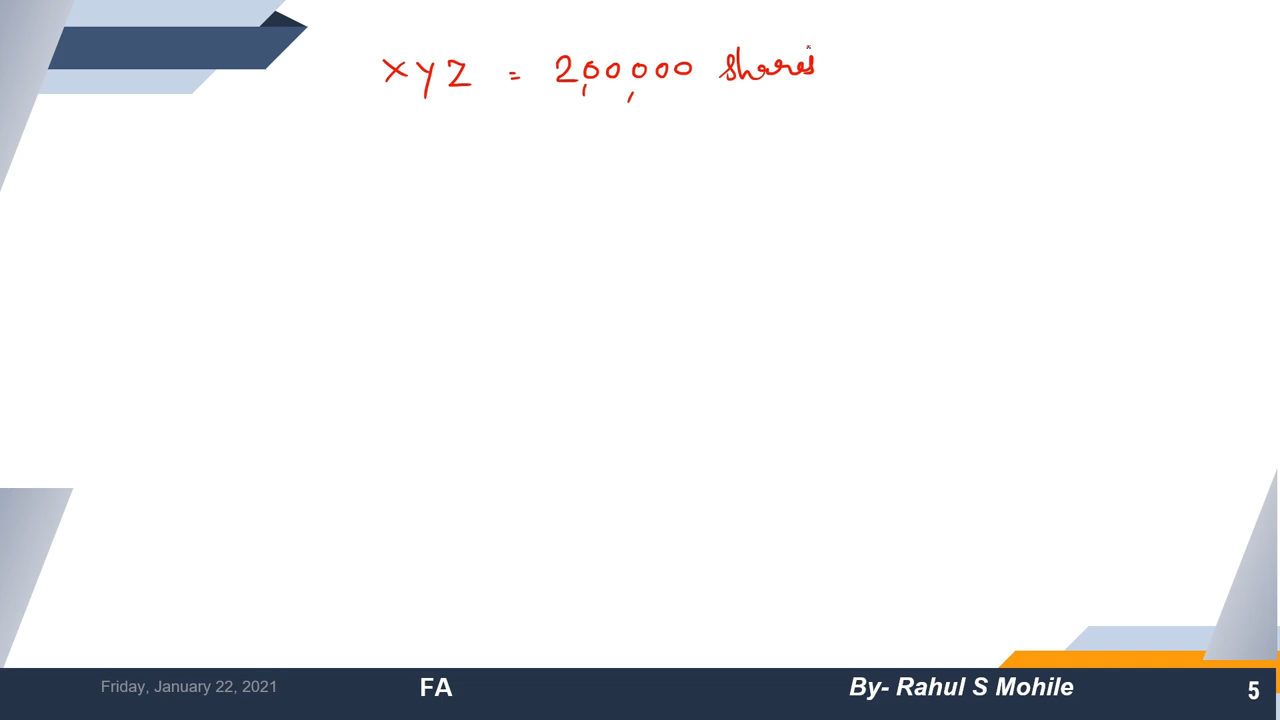 XYZ = 2,00,000 shares
Friday, January 22, 2021
FA
By- Rahul S Mohile
5